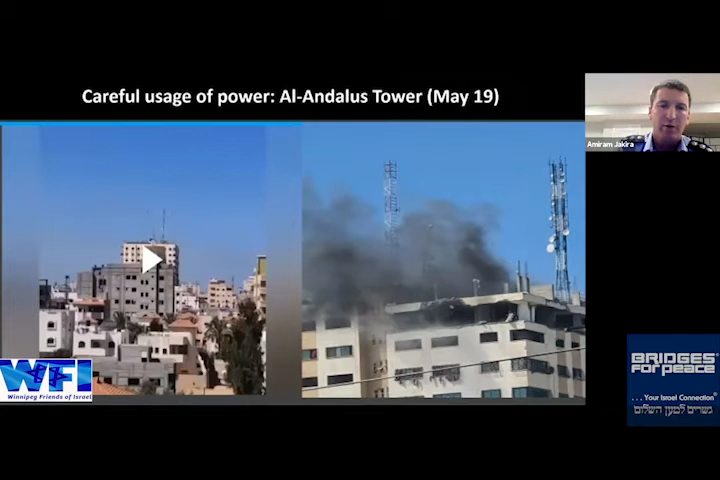 Careful usage of power: Al-Andalus Tower (May 19)
Amiram Jakira
WFI
Winnipeg Friends of Israel
BRIDGES
FOR PEACE
...Your Israel Connection®
גשרים למען השלום